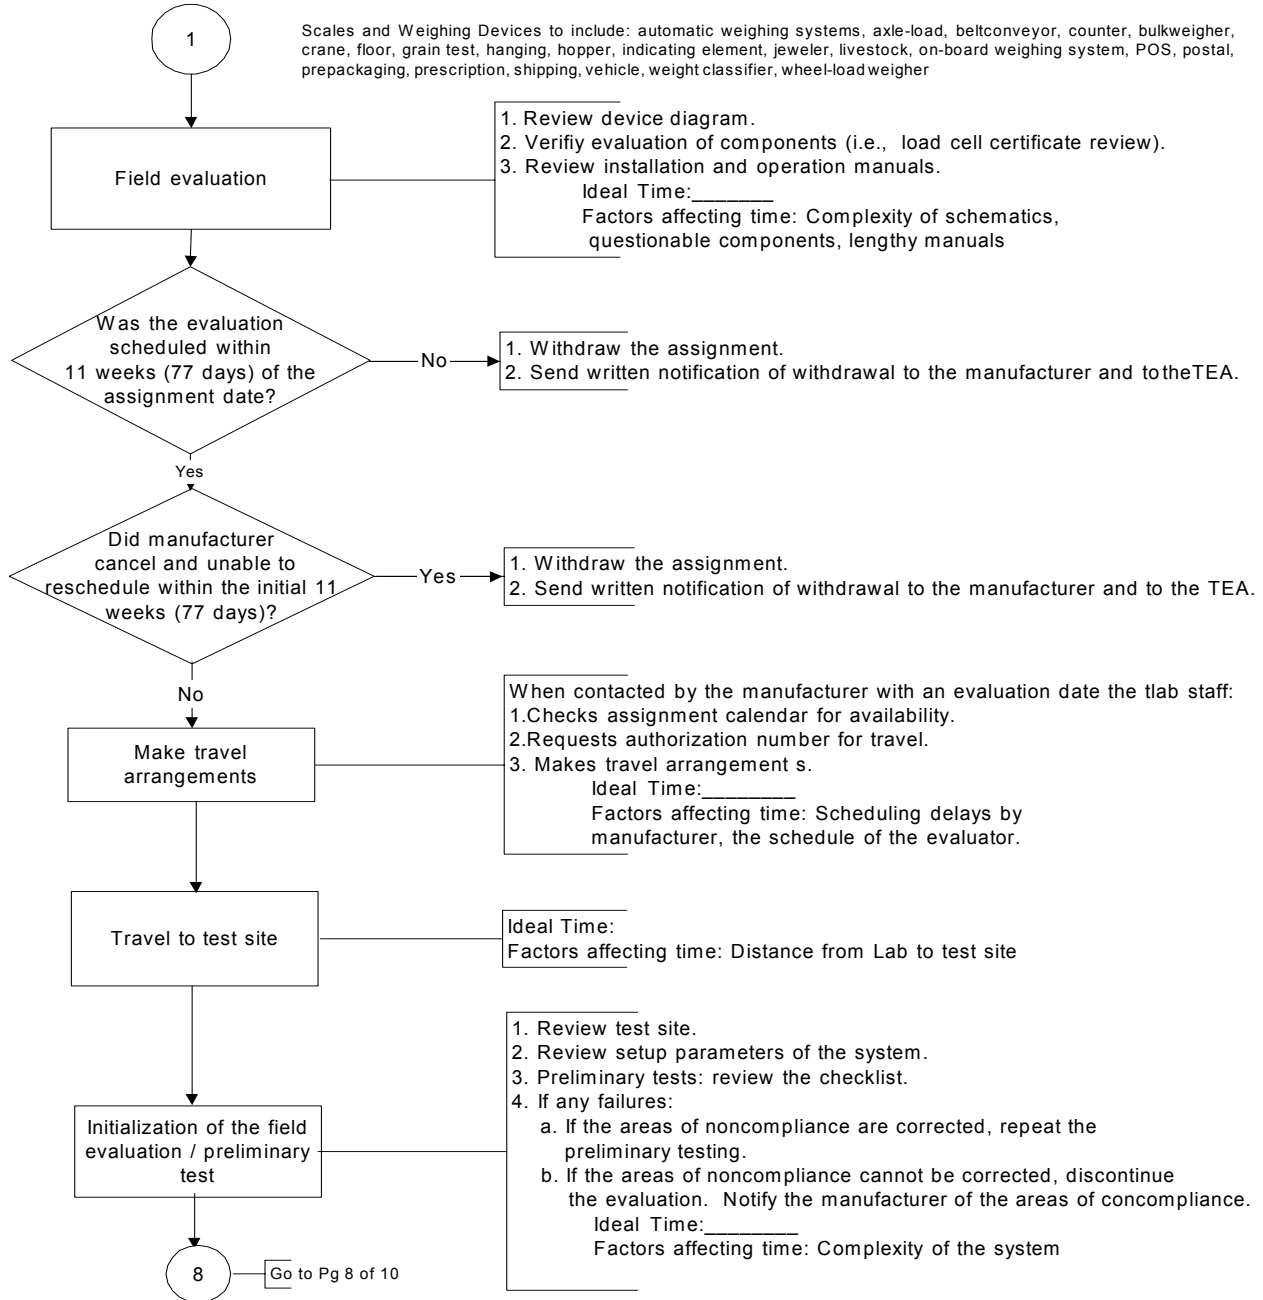 1
Scales and Weighing Devices to include: automatic weighing systems, axle-load, beltconveyor, counter, bulkweigher,
crane, floor, grain test, hanging, hopper, indicating element, jeweler, livestock, on-board weighing system, POS, postal,
prepackaging, prescription, shipping, vehicle, weight classifier, wheel-load weigher
Field evaluation
1. Review device diagram.
2. Verifiy evaluation of components (i.e., load cell certificate review).
3. Review installation and operation manuals.
Ideal Time:_______
Factors affecting time: Complexity of schematics,
questionable components, lengthy manuals
Was the evaluation
scheduled within
11 weeks (77 days) of the
assignment date?
No
1. Withdraw the assignment.
2. Send written notification of withdrawal to the manufacturer and to the TEA.
Yes
Did manufacturer
cancel and unable to
reschedule within the initial 11
weeks (77 days)?
Yes
1. Withdraw the assignment.
2. Send written notification of withdrawal to the manufacturer and to the TEA.
No
Make travel
arrangements
When contacted by the manufacturer with an evaluation date the tlab staff:
1.Checks assignment calendar for availability.
2.Requests authorization number for travel.
3. Makes travel arrangement s.
Ideal Time:________
Factors affecting time: Scheduling delays by
manufacturer, the schedule of the evaluator.
Travel to test site
Ideal Time:
Factors affecting time: Distance from Lab to test site
Initialization of the field
evaluation / preliminary
test
1. Review test site.
2. Review setup parameters of the system.
3. Preliminary tests: review the checklist.
4. If any failures:
a. If the areas of noncompliance are corrected, repeat the
preliminary testing.
b. If the areas of noncompliance cannot be corrected, discontinue
the evaluation. Notify the manufacturer of the areas of concompliance.
Ideal Time:________
Factors affecting time: Complexity of the system
8
Go to Pg 8 of 10